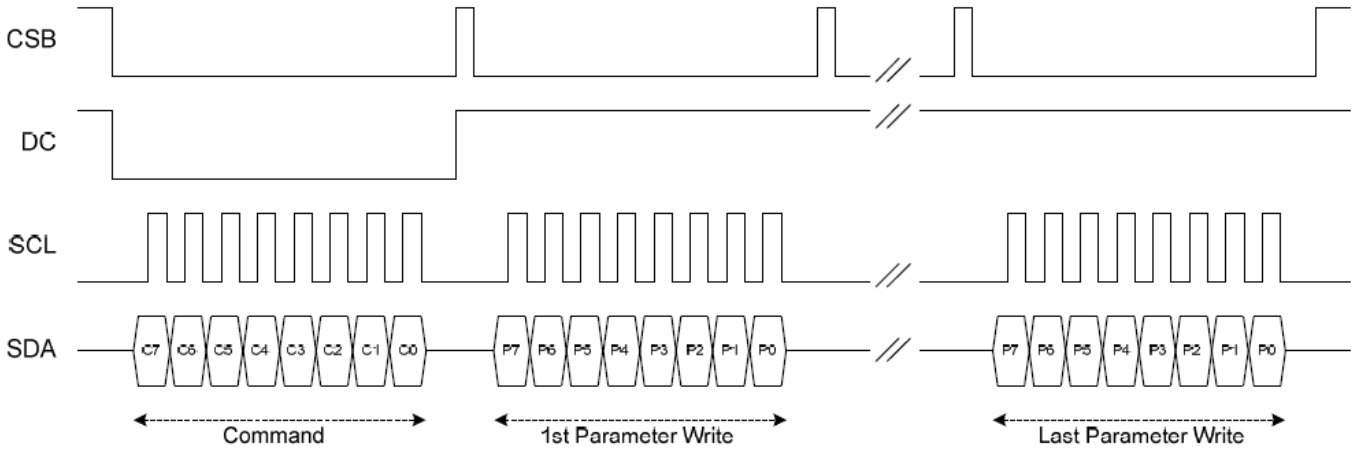 CSB
DC
SCL
SDA C7 C6 C5 C4 C3 C2 C1 C0 P7 P6 P5 P4 P3 P2 P1 P0 P7 P6 P5 P4 P3 P2 P1 P0
Command 1st Parameter Write Last Parameter Write